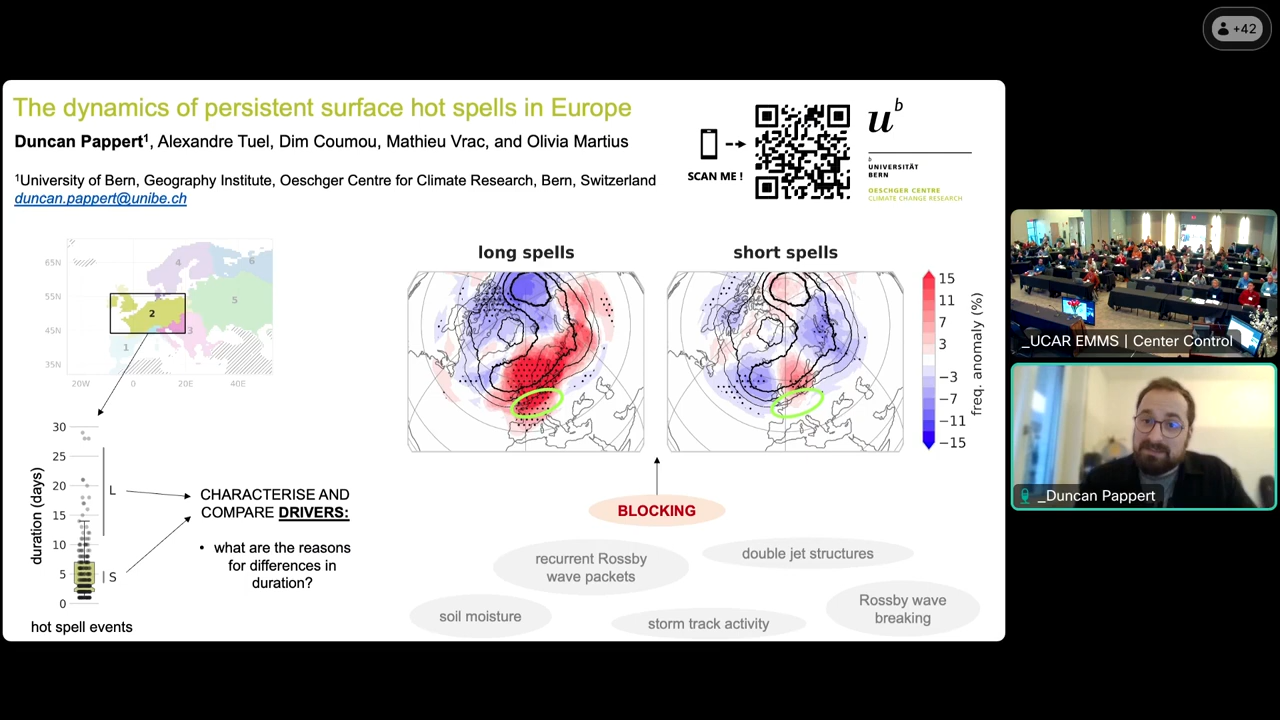 +42
The dynamics of persistent surface hot spells in Europe
Duncan Pappert¹, Alexandre Tuel, Dim Coumou, Mathieu Vrac, and Olivia Martius
¹University of Bern, Geography Institute, Oeschger Centre for Climate Research, Bern, Switzerland
duncan.pappert@unibe.ch
SCAN ME !
u^b
b
UNIVERSITÄT
BERN
OESCHGER CENTRE
CLIMATE CHANGE RESEARCH
65N
55N
45N
35N
20W 0 20E 40E
1
2
3
4
5
6
long spells
short spells
15
11
7
3
−3
−7
−11
−15
freq. anomaly (%)
30
25
20
15
10
5
0
duration (days)
L
S
hot spell events
CHARACTERISE AND
COMPARE DRIVERS:
• what are the reasons
for differences in
duration?
BLOCKING
recurrent Rossby
wave packets
double jet structures
soil moisture
storm track activity
Rossby wave
breaking
_UCAR EMMS | Center Control
_Duncan Pappert